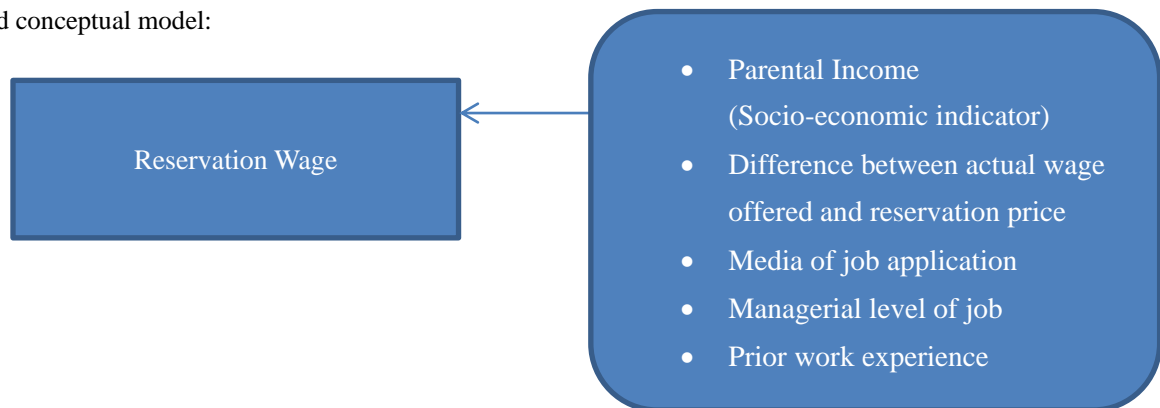 d conceptual model:
Reservation Wage
• Parental Income
(Socio-economic indicator)
• Difference between actual wage
offered and reservation price
• Media of job application
• Managerial level of job
• Prior work experience